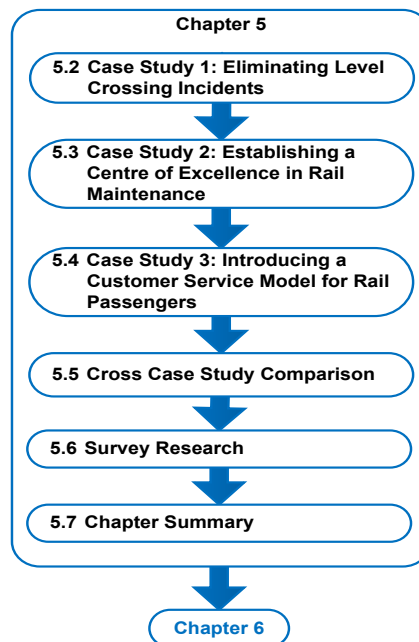 Chapter 5
5.2 Case Study 1: Eliminating Level
Crossing Incidents
5.3 Case Study 2: Establishing a
Centre of Excellence in Rail
Maintenance
5.4 Case Study 3: Introducing a
Customer Service Model for Rail
Passengers
5.5 Cross Case Study Comparison
5.6 Survey Research
5.7 Chapter Summary
Chapter 6